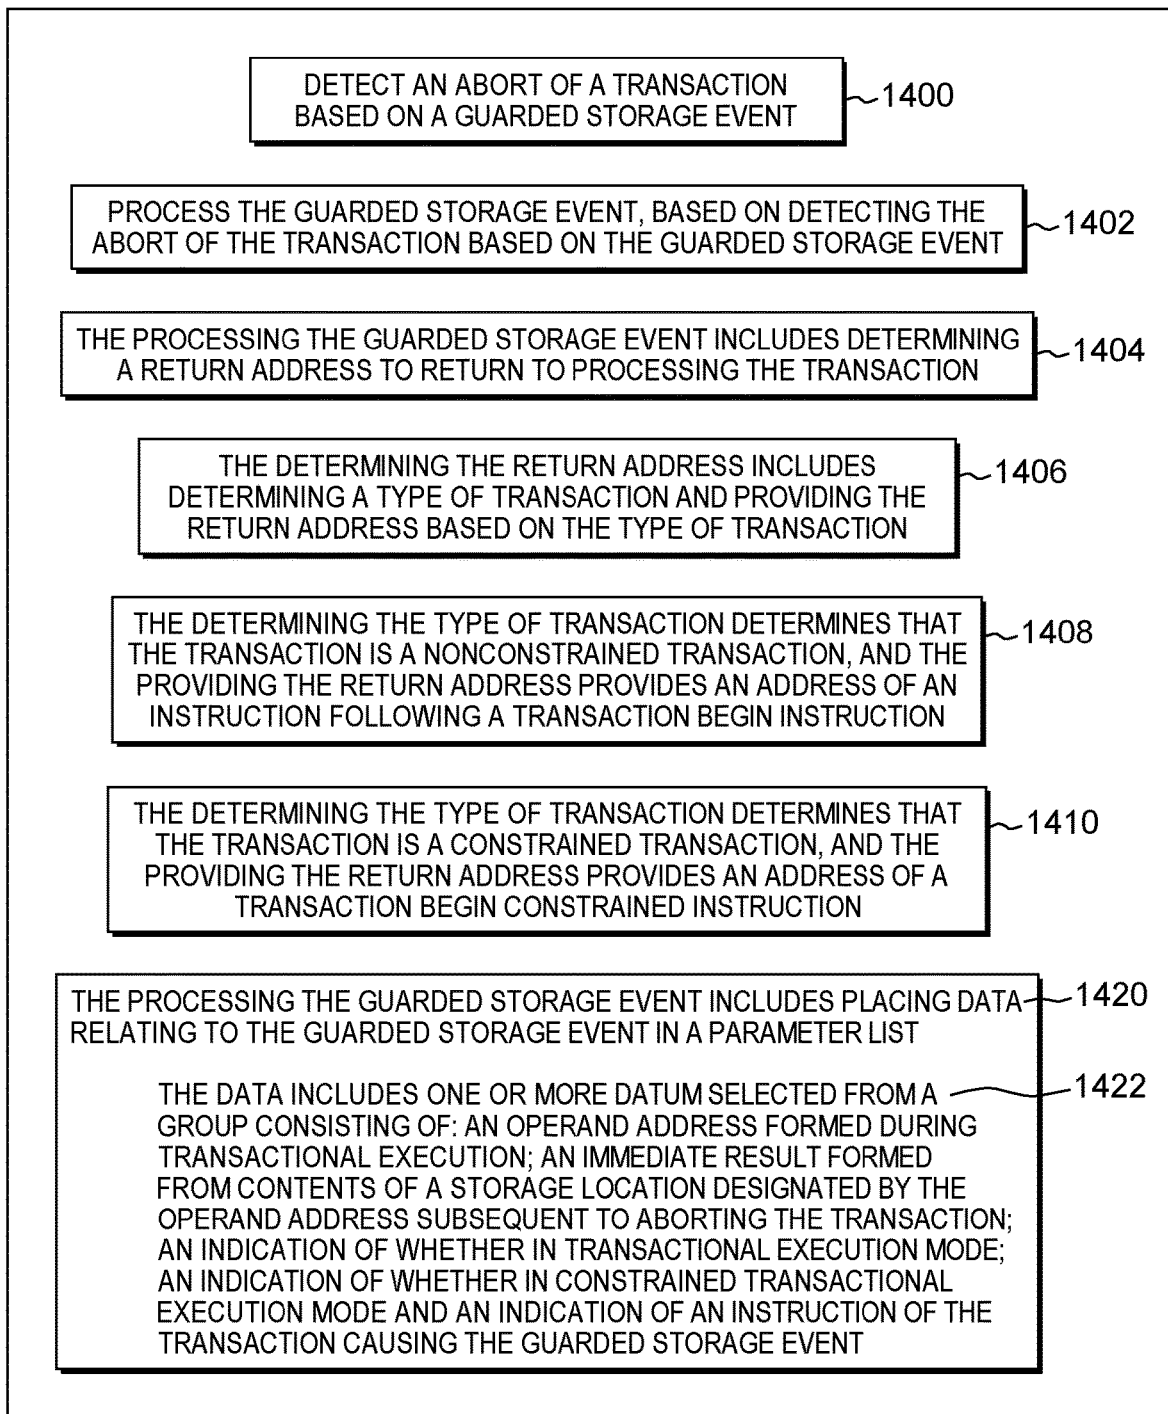 DETECT AN ABORT OF A TRANSACTION
BASED ON A GUARDED STORAGE EVENT
1400
PROCESS THE GUARDED STORAGE EVENT, BASED ON DETECTING THE
ABORT OF THE TRANSACTION BASED ON THE GUARDED STORAGE EVENT
1402
THE PROCESSING THE GUARDED STORAGE EVENT INCLUDES DETERMINING
A RETURN ADDRESS TO RETURN TO PROCESSING THE TRANSACTION
1404
THE DETERMINING THE RETURN ADDRESS INCLUDES
DETERMINING A TYPE OF TRANSACTION AND PROVIDING THE
RETURN ADDRESS BASED ON THE TYPE OF TRANSACTION
1406
THE DETERMINING THE TYPE OF TRANSACTION DETERMINES THAT
THE TRANSACTION IS A NONCONSTRAINED TRANSACTION, AND THE
PROVIDING THE RETURN ADDRESS PROVIDES AN ADDRESS OF AN
INSTRUCTION FOLLOWING A TRANSACTION BEGIN INSTRUCTION
1408
THE DETERMINING THE TYPE OF TRANSACTION DETERMINES THAT
THE TRANSACTION IS A CONSTRAINED TRANSACTION, AND THE
PROVIDING THE RETURN ADDRESS PROVIDES AN ADDRESS OF A
TRANSACTION BEGIN CONSTRAINED INSTRUCTION
1410
THE PROCESSING THE GUARDED STORAGE EVENT INCLUDES PLACING DATA
RELATING TO THE GUARDED STORAGE EVENT IN A PARAMETER LIST
1420
THE DATA INCLUDES ONE OR MORE DATUM SELECTED FROM A
GROUP CONSISTING OF: AN OPERAND ADDRESS FORMED DURING
TRANSACTIONAL EXECUTION; AN IMMEDIATE RESULT FORMED
FROM CONTENTS OF A STORAGE LOCATION DESIGNATED BY THE
OPERAND ADDRESS SUBSEQUENT TO ABORTING THE TRANSACTION;
AN INDICATION OF WHETHER IN TRANSACTIONAL EXECUTION MODE;
AN INDICATION OF WHETHER IN CONSTRAINED TRANSACTIONAL
EXECUTION MODE AND AN INDICATION OF AN INSTRUCTION OF THE
TRANSACTION CAUSING THE GUARDED STORAGE EVENT
1422